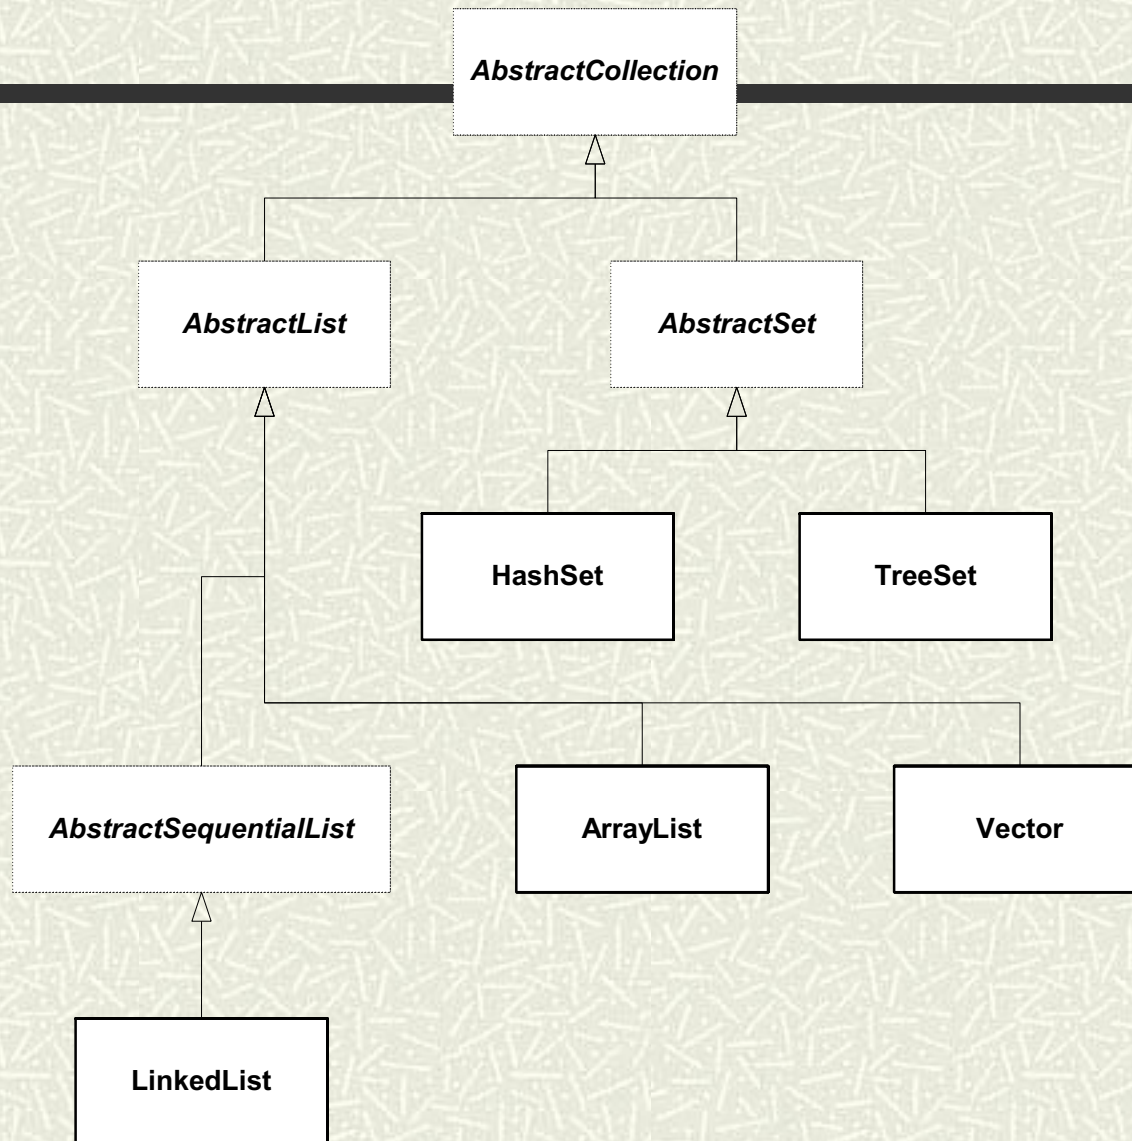 AbstractCollection
AbstractList
AbstractSet
HashSet
TreeSet
AbstractSequentialList
ArrayList
Vector
LinkedList